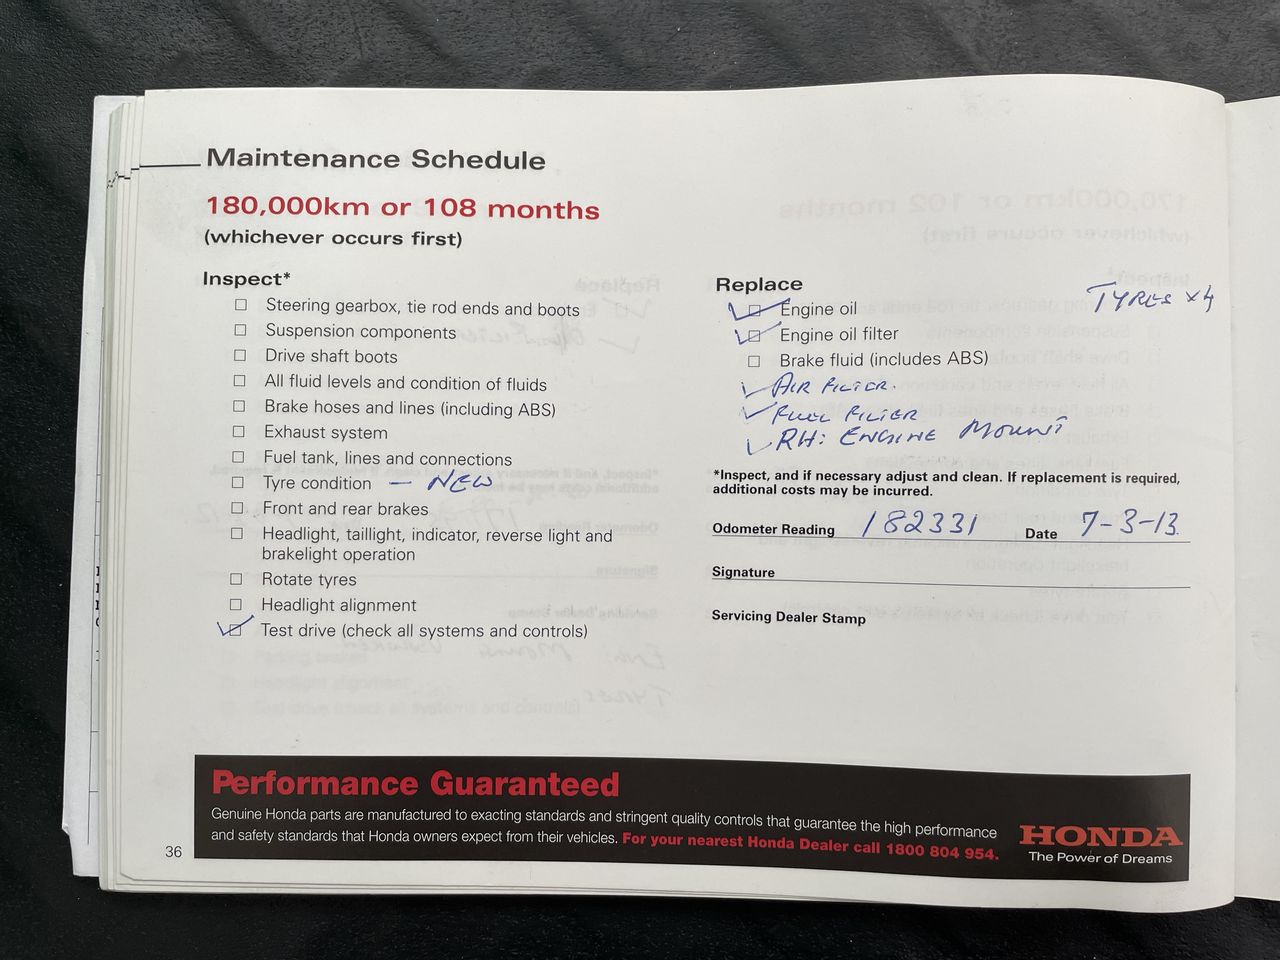 Maintenance Schedule
180,000km or 108 months
(whichever occurs first)
Inspect*
Steering gearbox, tie rod ends and boots
Suspension components
Drive shaft boots
All fluid levels and condition of fluids
Brake hoses and lines (including ABS)
Exhaust system
Fuel tank, lines and connections
Tyre condition — NEW
Front and rear brakes
Headlight, taillight, indicator, reverse light and
brakelight operation
Rotate tyres
Headlight alignment
Test drive (check all systems and controls)
Replace
TYRES x4
Engine oil
Engine oil filter
Brake fluid (includes ABS)
AIR FILTER.
FUEL FILTER
RH: ENGINE MOUNT
*Inspect, and if necessary adjust and clean. If replacement is required,
additional costs may be incurred.
Odometer Reading 182331 Date 7-3-13.
Signature
Servicing Dealer Stamp
Performance Guaranteed
Genuine Honda parts are manufactured to exacting standards and stringent quality controls that guarantee the high performance
and safety standards that Honda owners expect from their vehicles. For your nearest Honda Dealer call 1800 804 954.
HONDA
The Power of Dreams
36